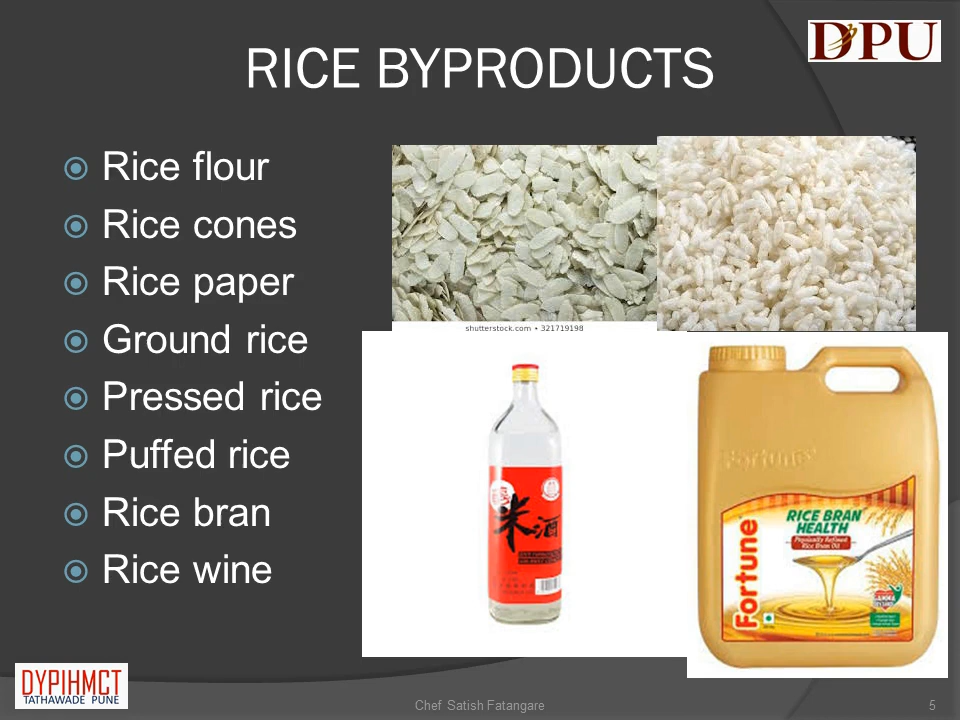 RICE BYPRODUCTS
DPU
Rice flour
Rice cones
Rice paper
Ground rice
Pressed rice
Puffed rice
Rice bran
Rice wine
shutterstock.com • 321719198
米酒
Fortune
Fortune
RICE BRAN
HEALTH
Physically Refined
Rice Bran Oil
DYPIHMCT
TATHAWADE PUNE
Chef Satish Fatangare
5